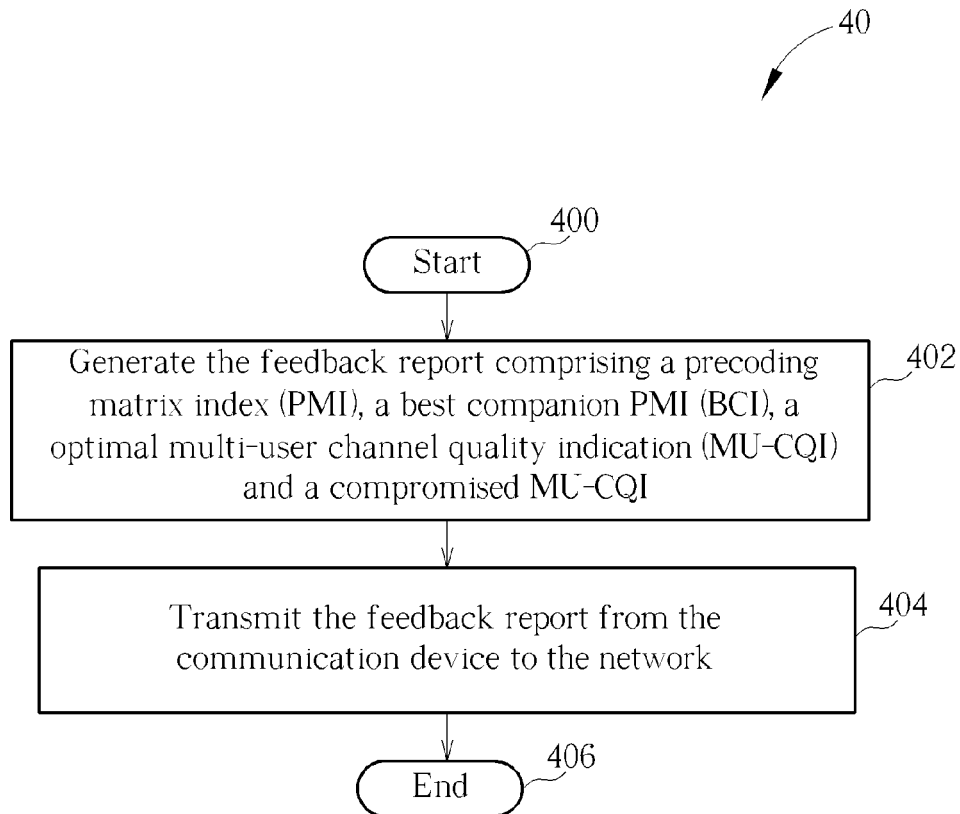 40
400
Start
Generate the feedback report comprising a precoding
matrix index (PMI), a best companion PMI (BCI), a
optimal multi-user channel quality indication (MU-CQI)
and a compromised MU-CQI
402
Transmit the feedback report from the
communication device to the network
404
End
406